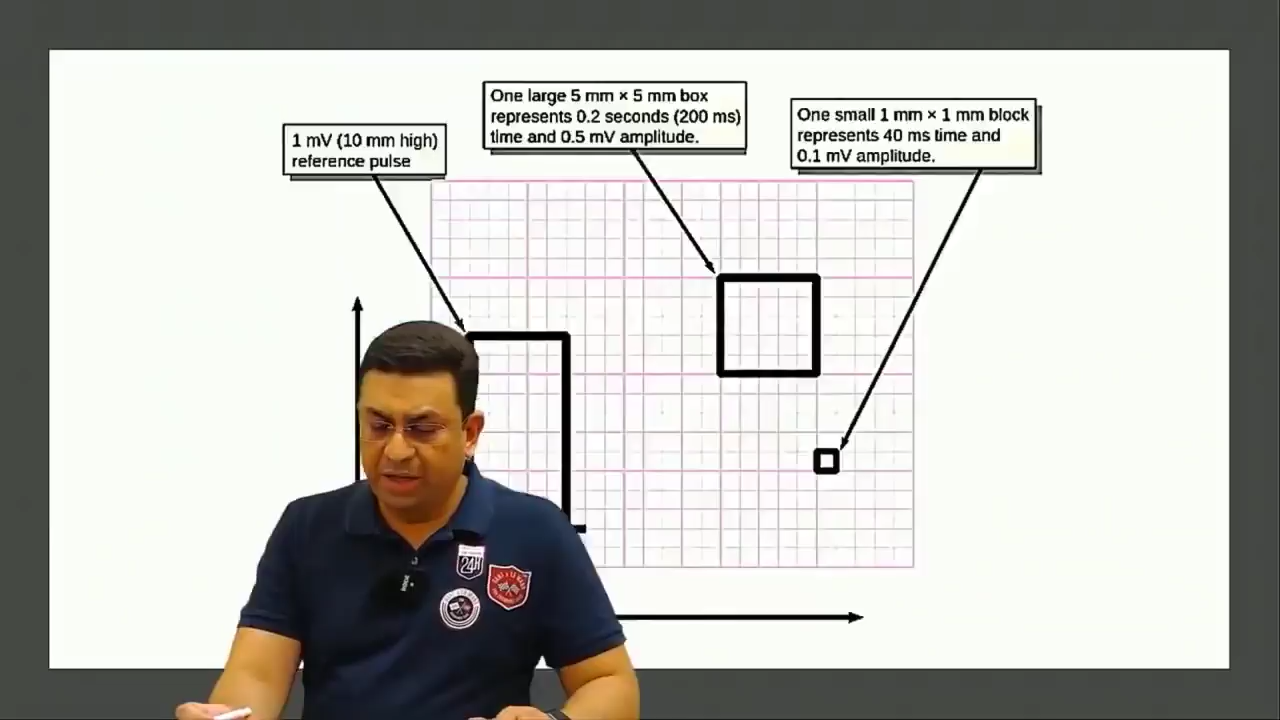 1 mV (10 mm high)
reference pulse
One large 5 mm × 5 mm box
represents 0.2 seconds (200 ms)
time and 0.5 mV amplitude.
One small 1 mm × 1 mm block
represents 40 ms time and
0.1 mV amplitude.
24H